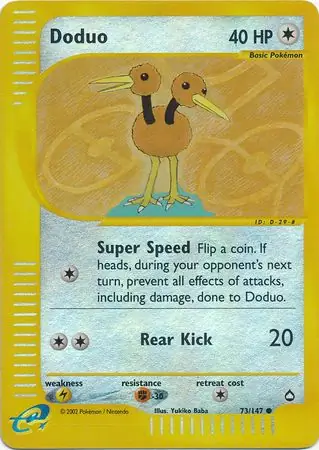 Doduo
40 HP
Basic Pokémon
ID: D-29-#
Super Speed Flip a coin. If
heads, during your opponent's next
turn, prevent all effects of attacks,
including damage, done to Doduo.
Rear Kick 20
weakness resistance retreat cost
-30
e
© 2002 Pokémon / Nintendo Illus. Yukiko Baba 73/147 ●